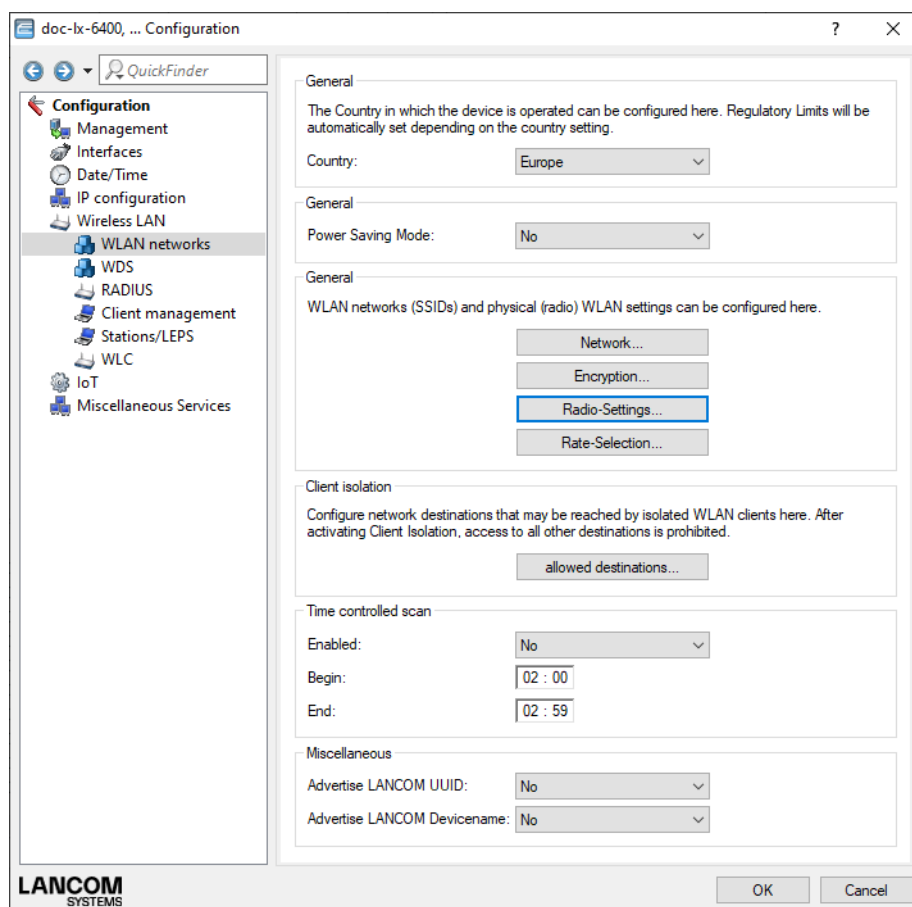 doc-lx-6400, ... Configuration
?
QuickFinder
Configuration
Management
Interfaces
Date/Time
IP configuration
Wireless LAN
WLAN networks
WDS
RADIUS
Client management
Stations/LEPS
WLC
IoT
Miscellaneous Services
General
The Country in which the device is operated can be configured here. Regulatory Limits will be
automatically set depending on the country setting.
Country: Europe
General
Power Saving Mode: No
General
WLAN networks (SSIDs) and physical (radio) WLAN settings can be configured here.
Network...
Encryption...
Radio-Settings...
Rate-Selection...
Client isolation
Configure network destinations that may be reached by isolated WLAN clients here. After
activating Client Isolation, access to all other destinations is prohibited.
allowed destinations...
Time controlled scan
Enabled: No
Begin: 02 : 00
End: 02 : 59
Miscellaneous
Advertise LANCOM UUID: No
Advertise LANCOM Devicename: No
LANCOM
SYSTEMS
OK Cancel